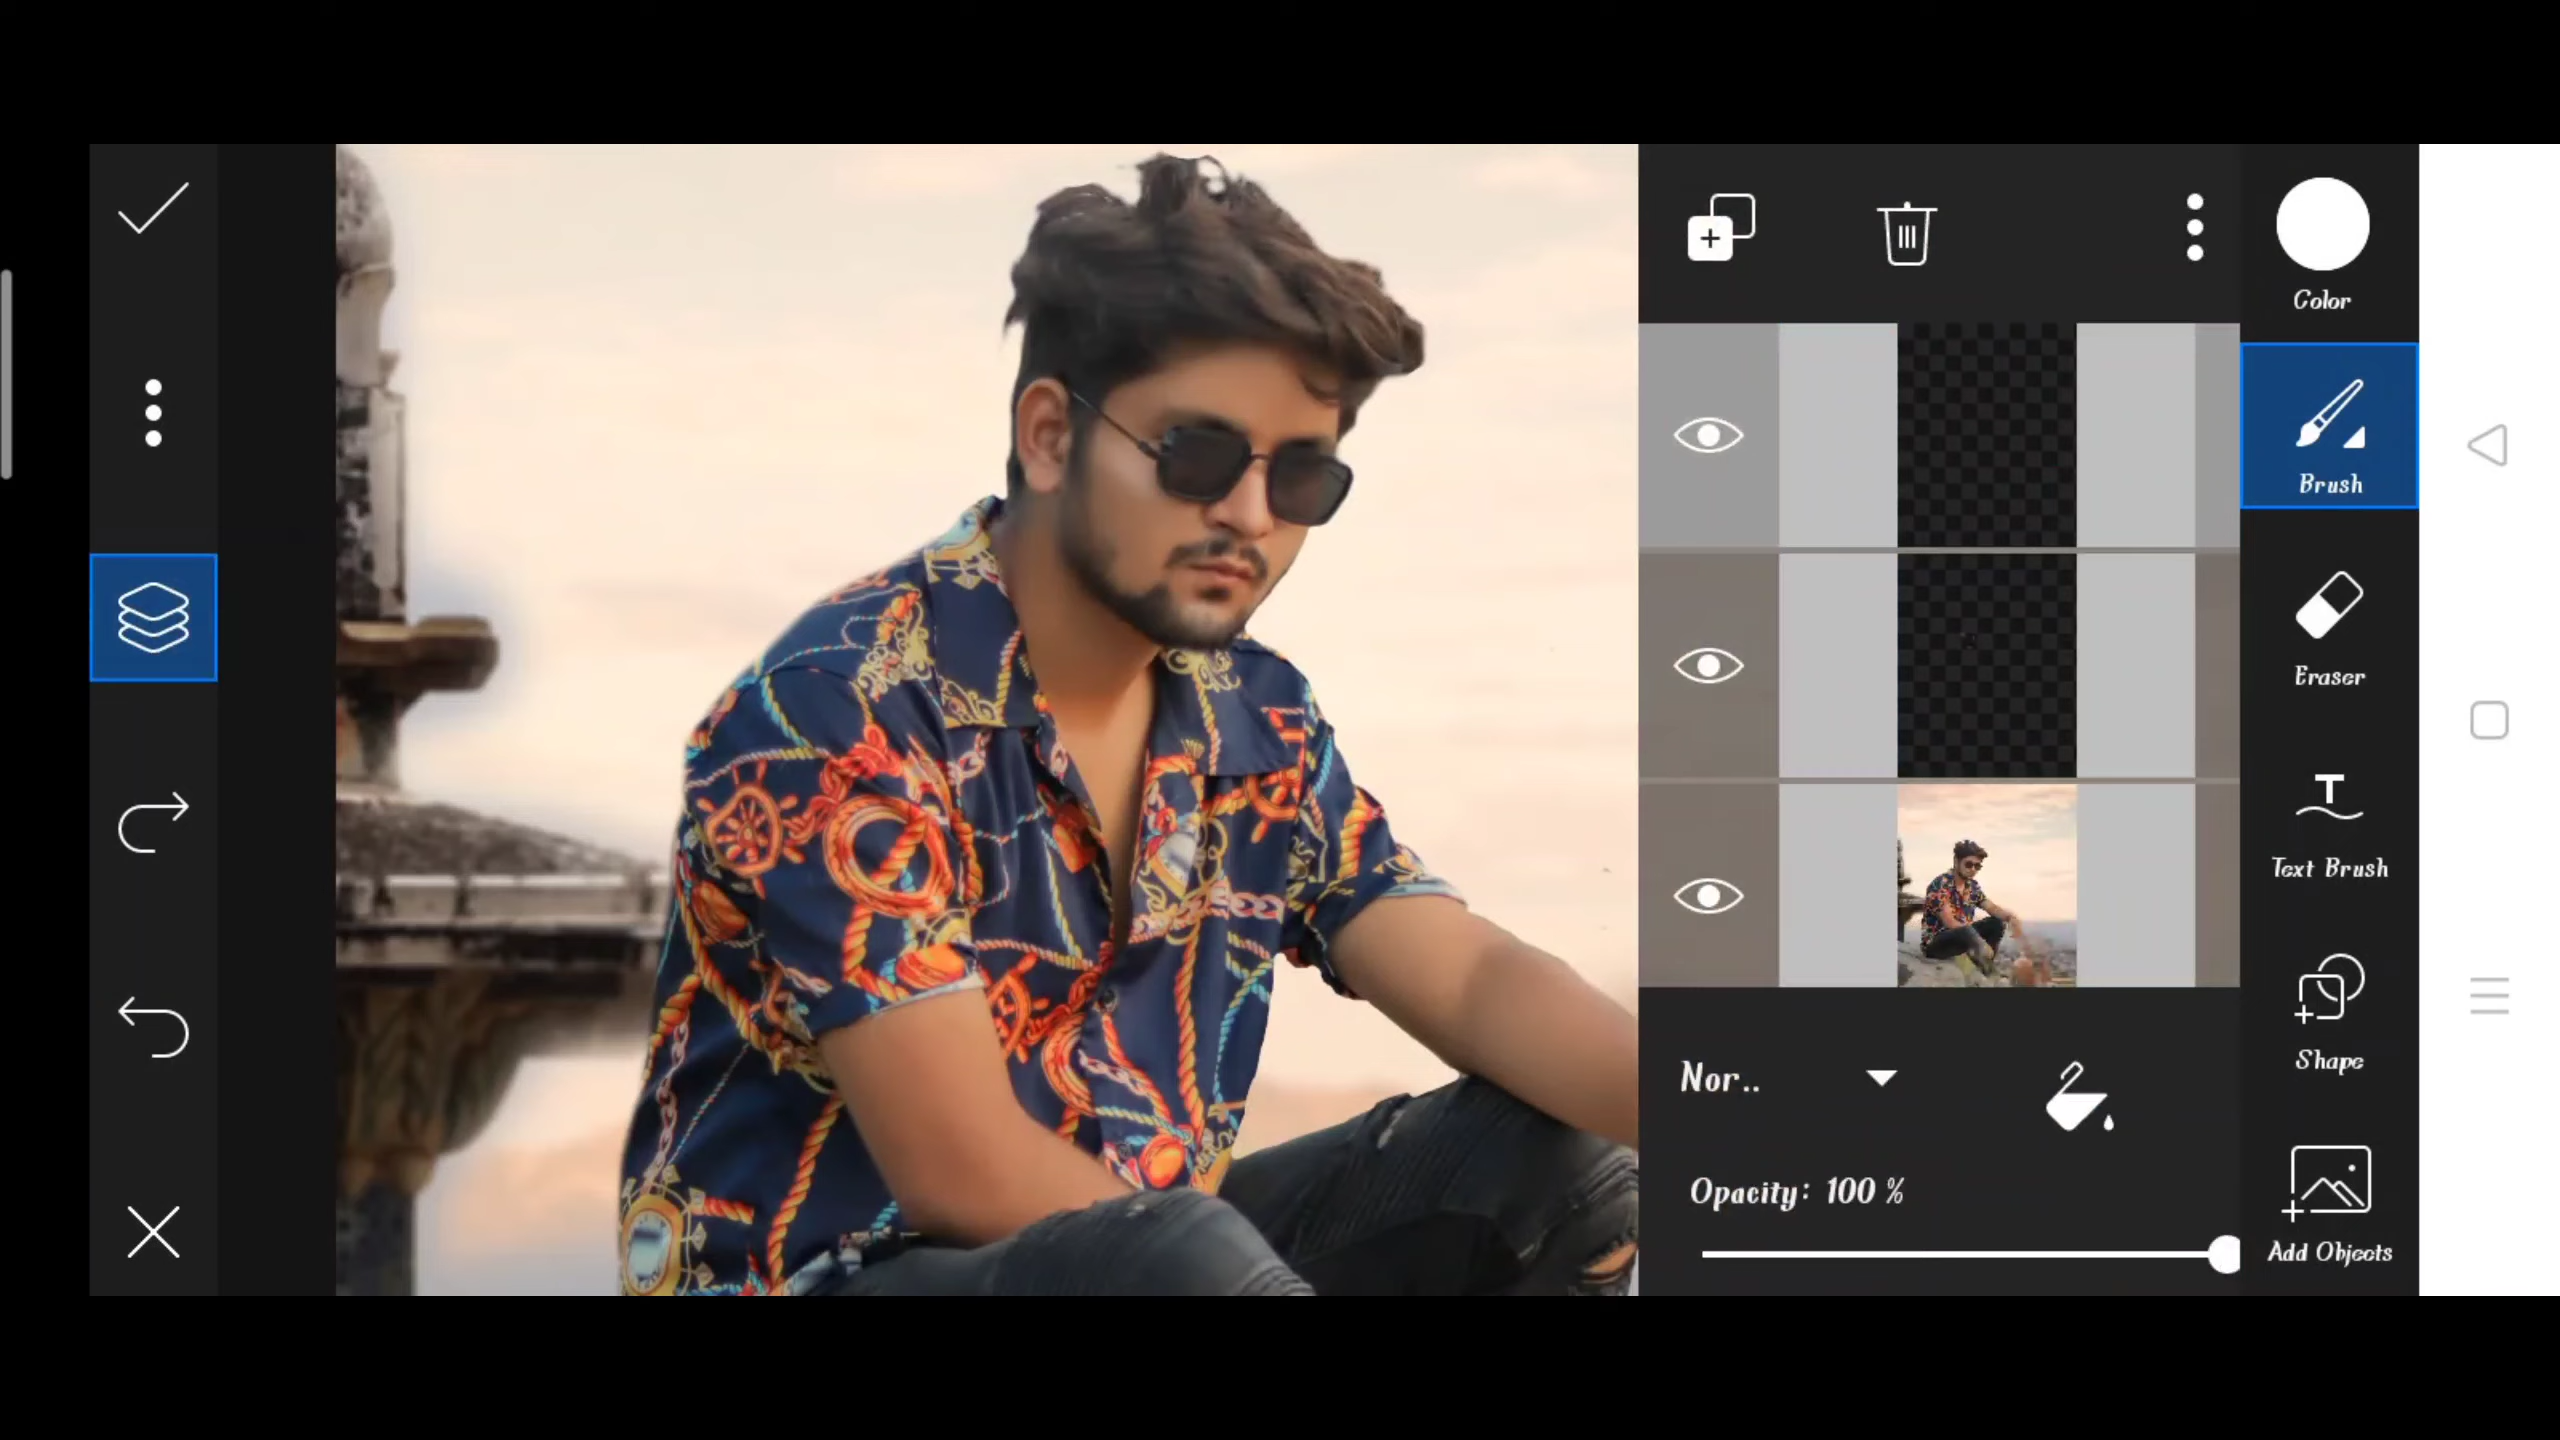 Color
Brush
Eraser
Text Brush
Shape
Nor..
Opacity: 100 %
Add Objects